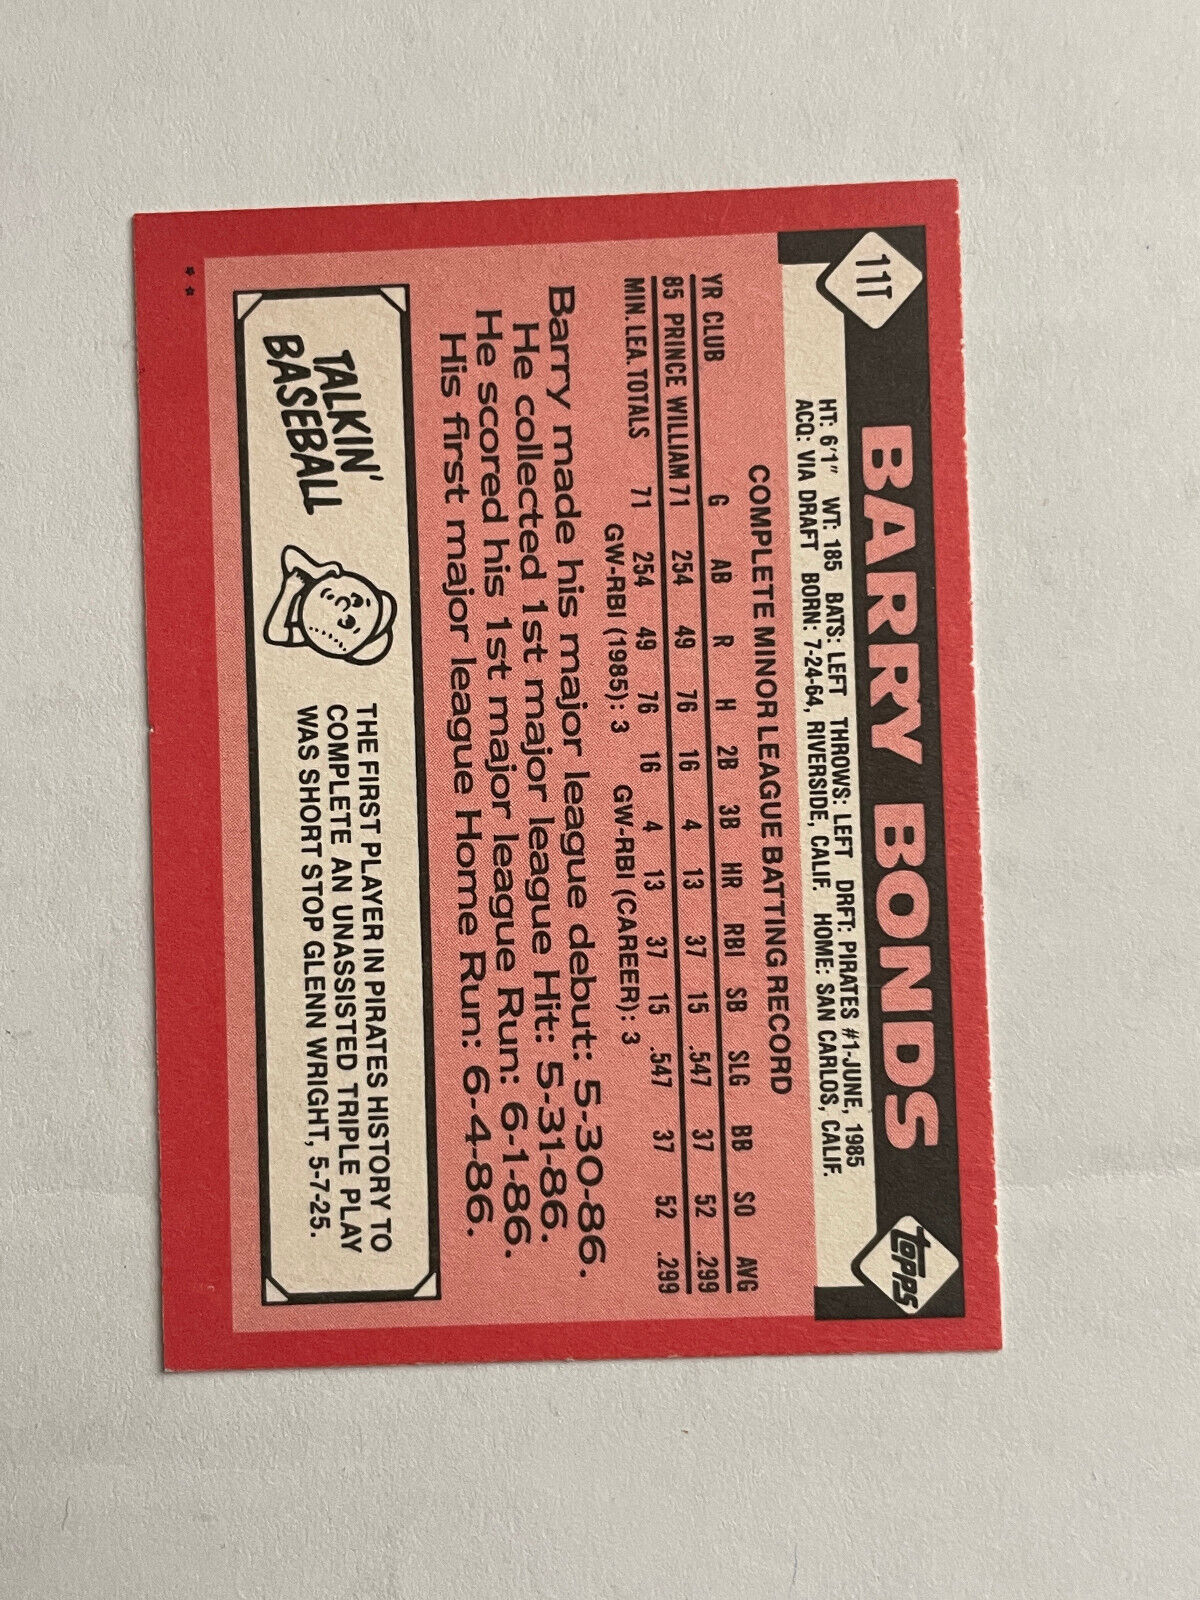 11T
BARRY BONDS
topps
HT: 6'1" WT: 185 BATS: LEFT THROWS: LEFT DRFT: PIRATES #1-JUNE, 1985
ACQ: VIA DRAFT BORN: 7-24-64, RIVERSIDE, CALIF. HOME: SAN CARLOS, CALIF.
COMPLETE MINOR LEAGUE BATTING RECORD
YR CLUB G AB R H 2B 3B HR RBI SB SLG BB SO AVG
85 PRINCE WILLIAM 71 254 49 76 16 4 13 37 15 .547 37 52 .299
MIN. LEA. TOTALS 71 254 49 76 16 4 13 37 15 .547 37 52 .299
GW-RBI (1985): 3 GW-RBI (CAREER): 3
Barry made his major league debut: 5-30-86.
He collected 1st major league Hit: 5-31-86.
He scored his 1st major league Run: 6-1-86.
His first major league Home Run: 6-4-86.
TALKIN'
BASEBALL
THE FIRST PLAYER IN PIRATES HISTORY TO
COMPLETE AN UNASSISTED TRIPLE PLAY
WAS SHORT STOP GLENN WRIGHT, 5-7-25.
**